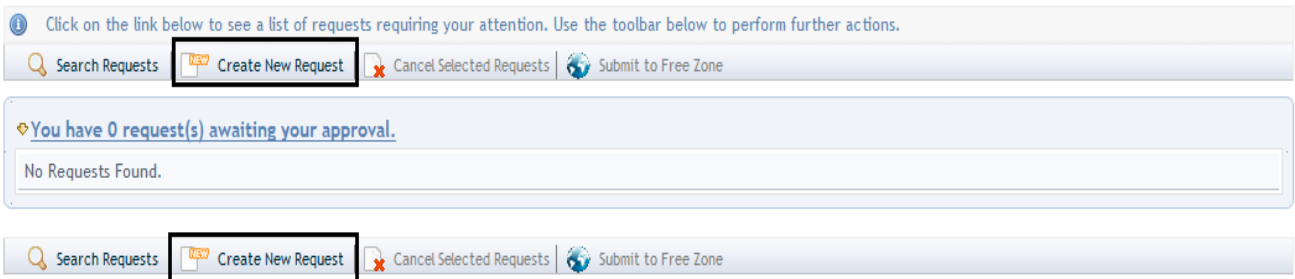 Click on the link below to see a list of requests requiring your attention. Use the toolbar below to perform further actions.
Search Requests NEW Create New Request Cancel Selected Requests Submit to Free Zone
You have 0 request(s) awaiting your approval.
No Requests Found.
Search Requests NEW Create New Request Cancel Selected Requests Submit to Free Zone